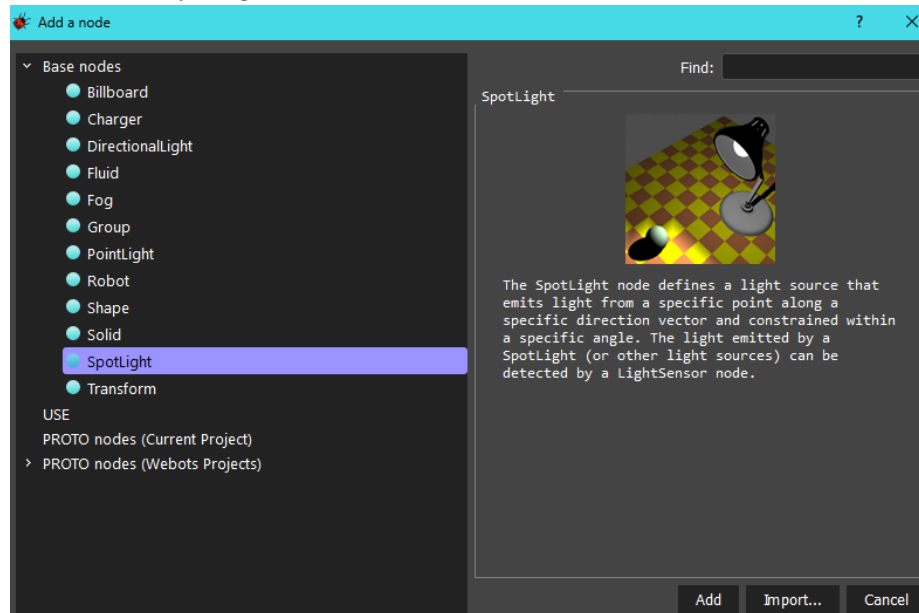 Add a node
?
Base nodes
Billboard
Charger
DirectionalLight
Fluid
Fog
Group
PointLight
Robot
Shape
Solid
SpotLight
Transform
USE
PROTO nodes (Current Project)
PROTO nodes (Webots Projects)
Find:
SpotLight
The SpotLight node defines a light source that
emits light from a specific point along a
specific direction vector and constrained within
a specific angle. The light emitted by a
SpotLight (or other light sources) can be
detected by a LightSensor node.
Add
Import...
Cancel